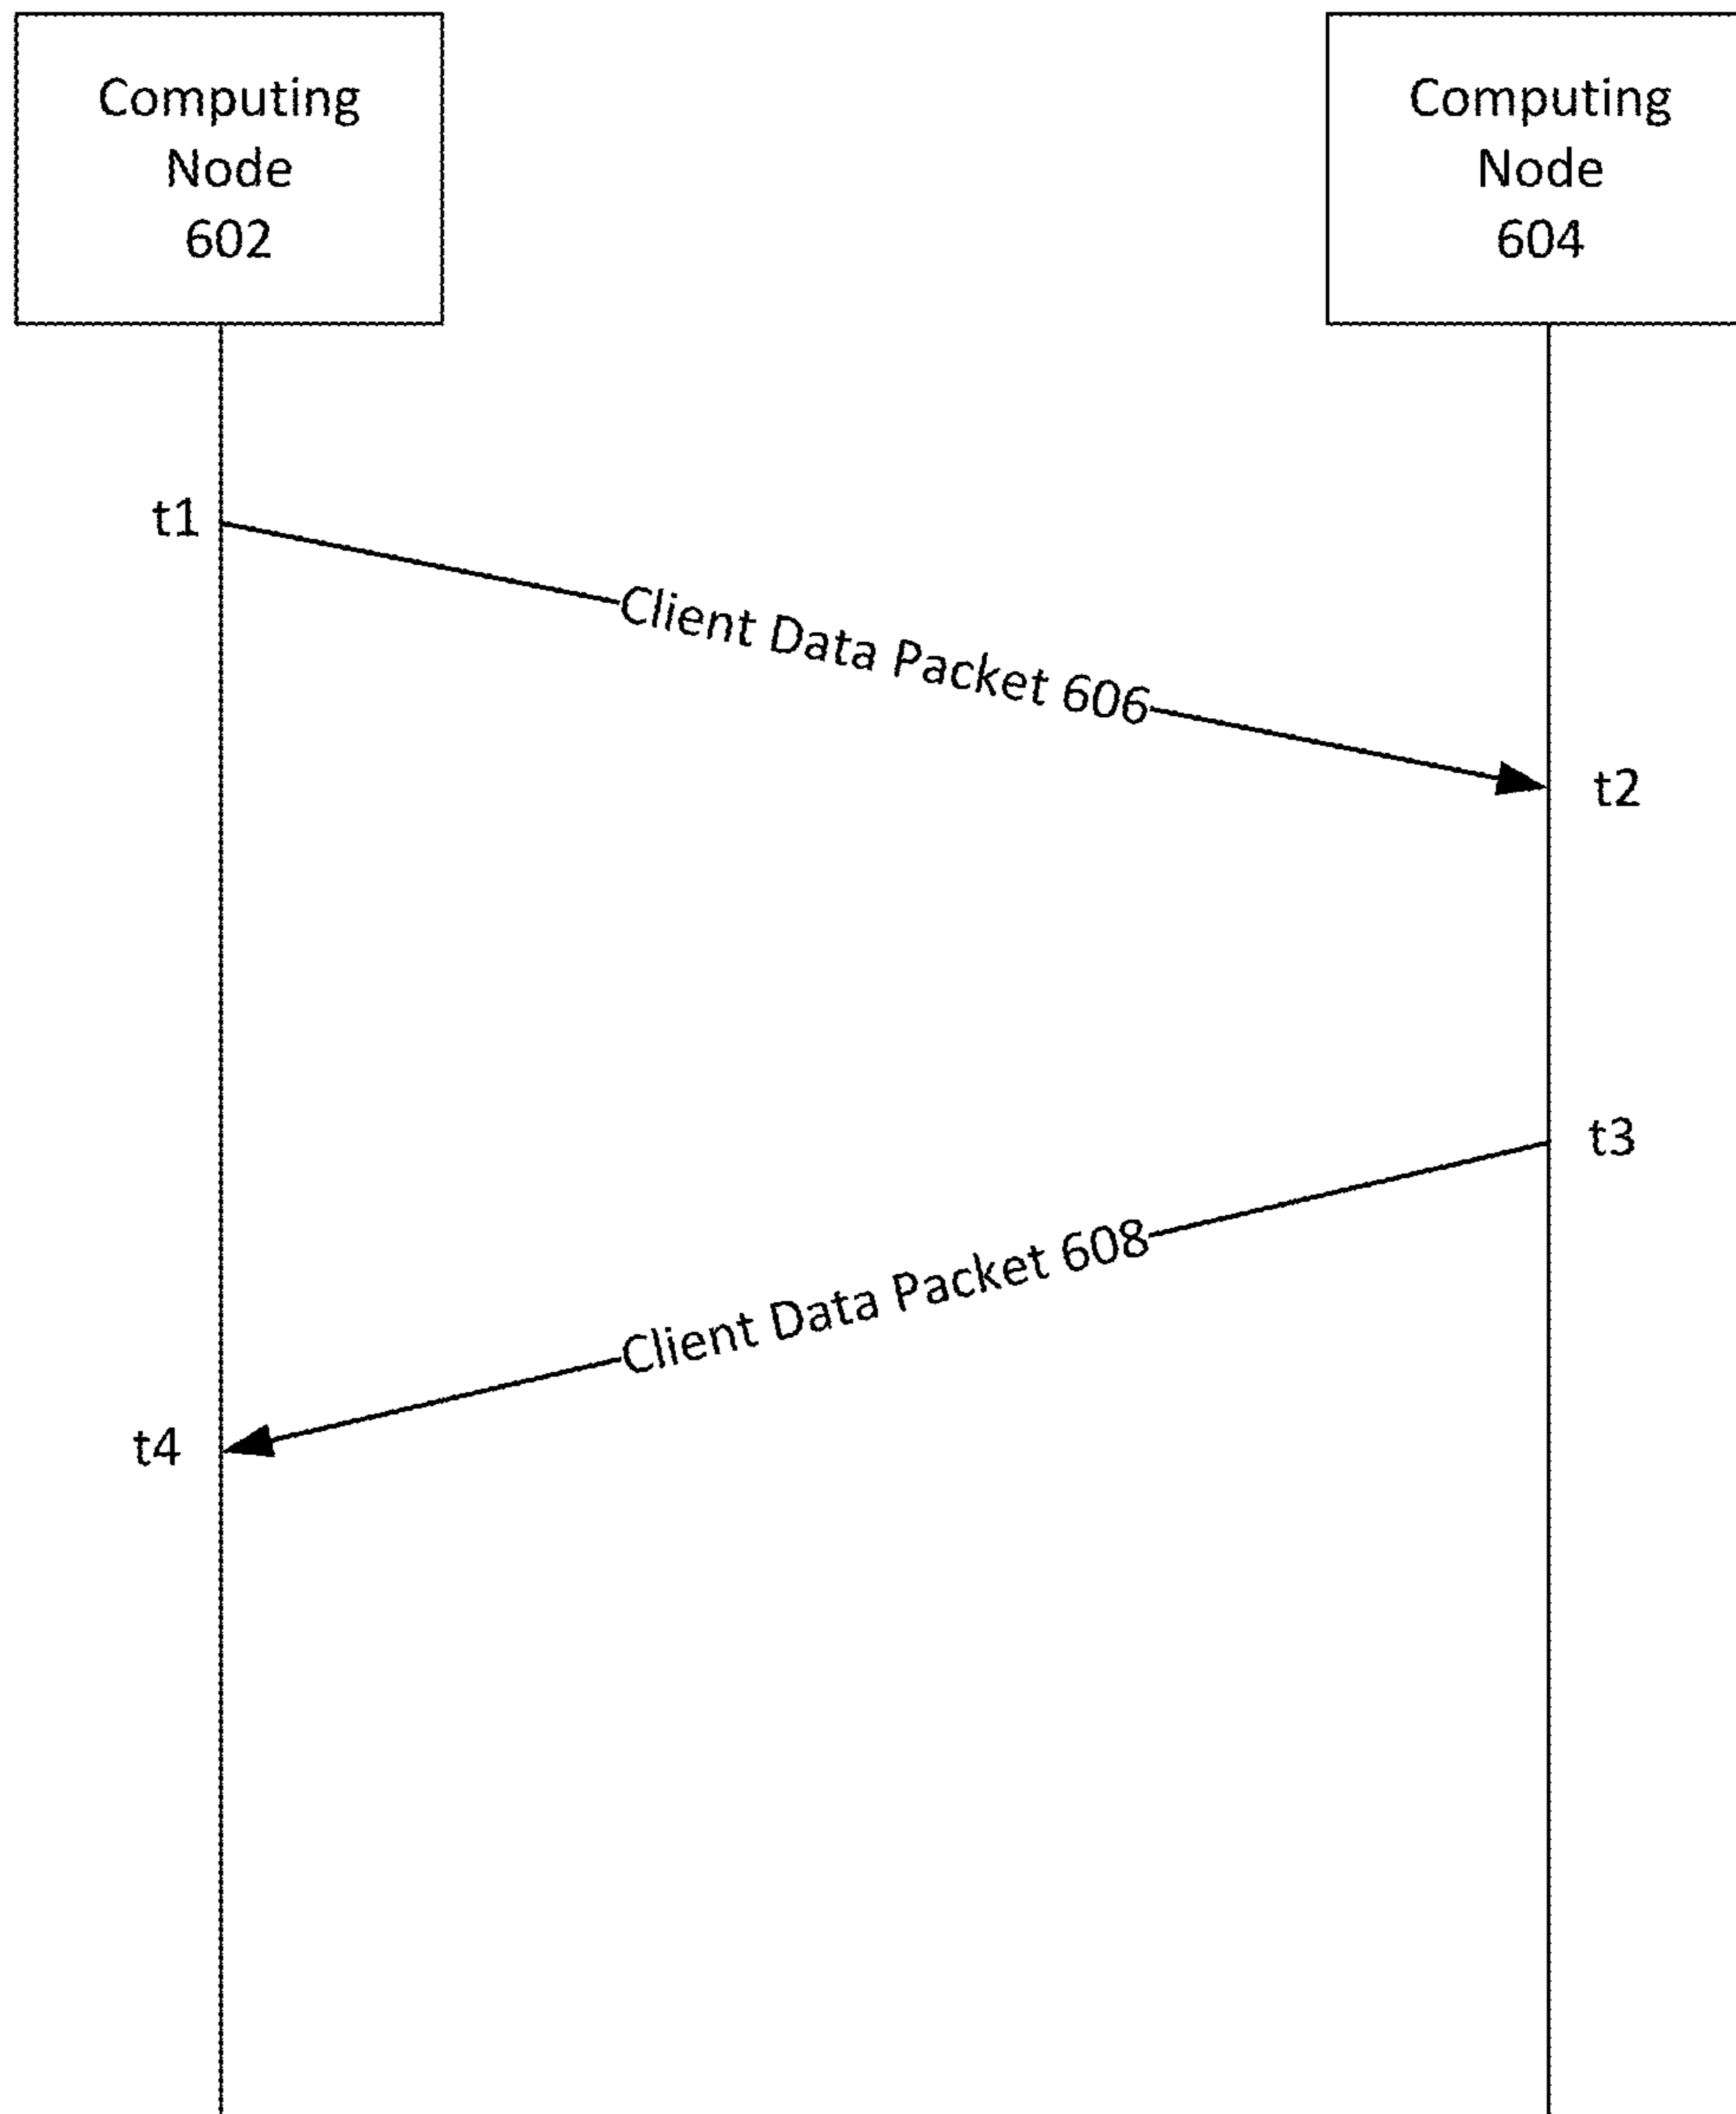 Computing
Node
602
Computing
Node
604
t1
Client Data Packet 606
t2
t3
Client Data Packet 608
t4